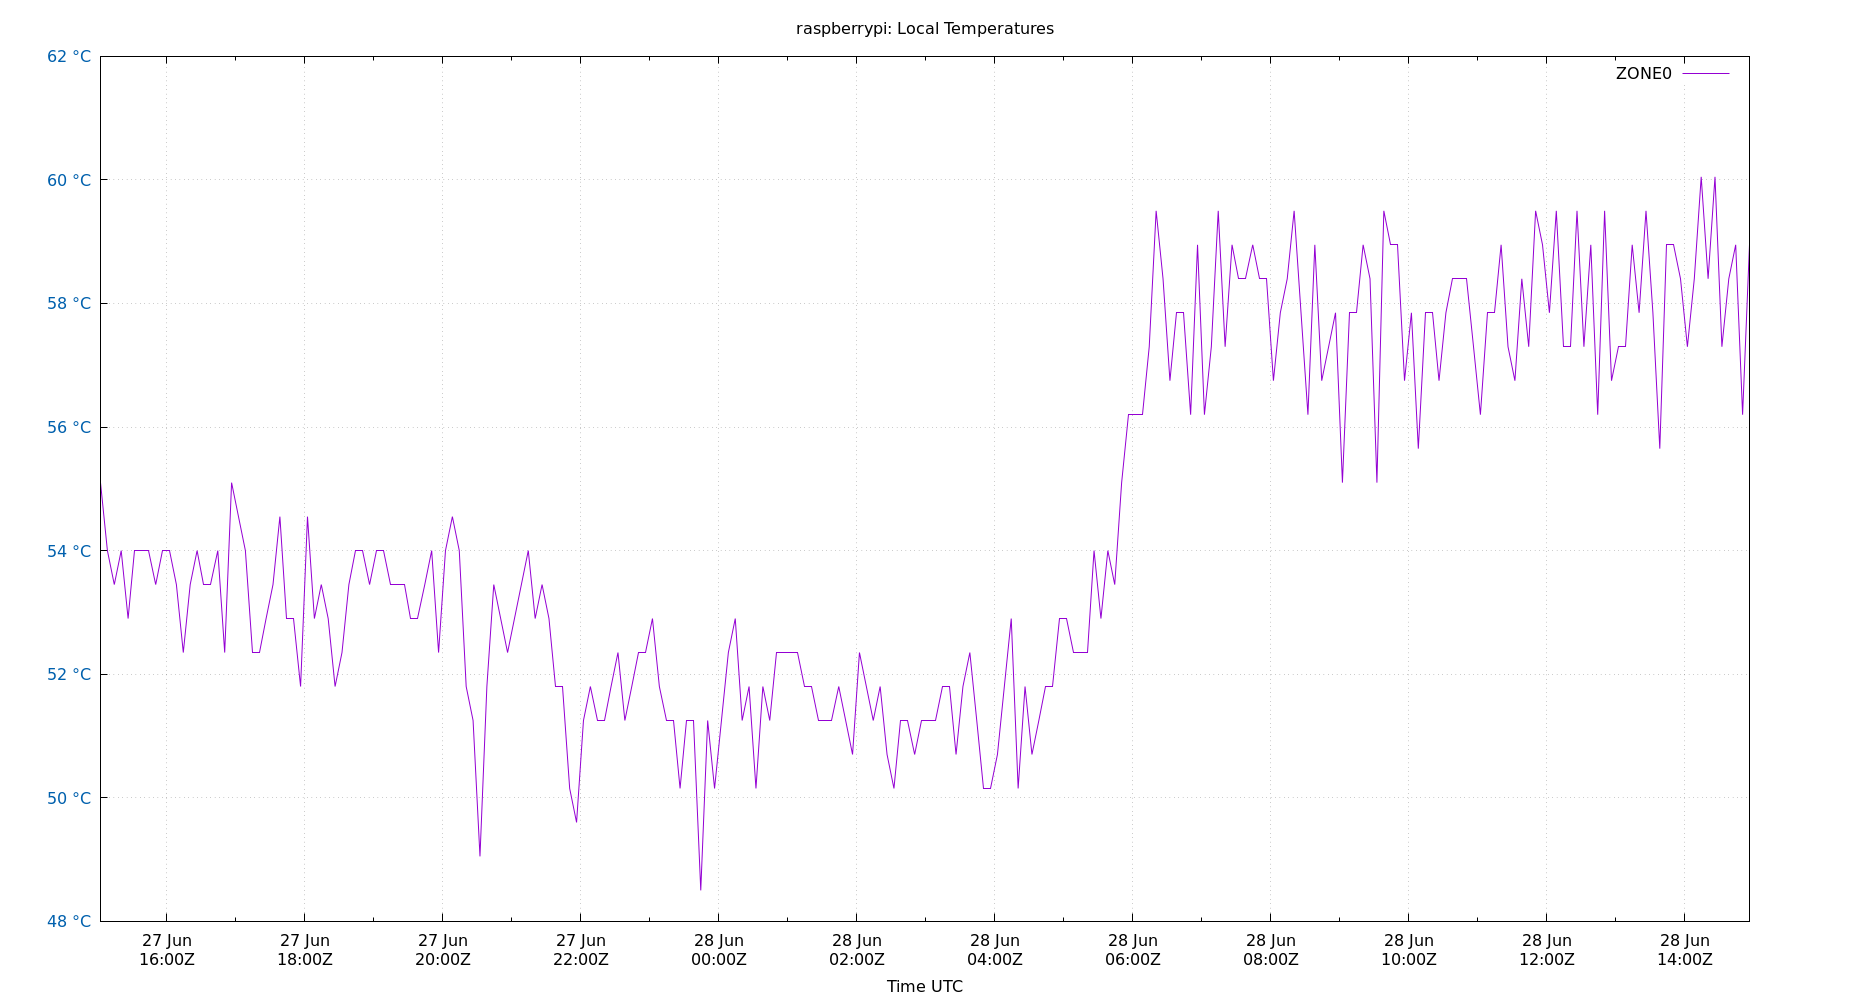 raspberrypi: Local Temperatures
62 °C
ZONE0
60 °C
58 °C
56 °C
54 °C
52 °C
50 °C
48 °C
27 Jun 27 Jun 27 Jun 27 Jun 28 Jun 28 Jun 28 Jun 28 Jun 28 Jun 28 Jun 28 Jun 28 Jun
16:00Z 18:00Z 20:00Z 22:00Z 00:00Z 02:00Z 04:00Z 06:00Z 08:00Z 10:00Z 12:00Z 14:00Z
Time UTC